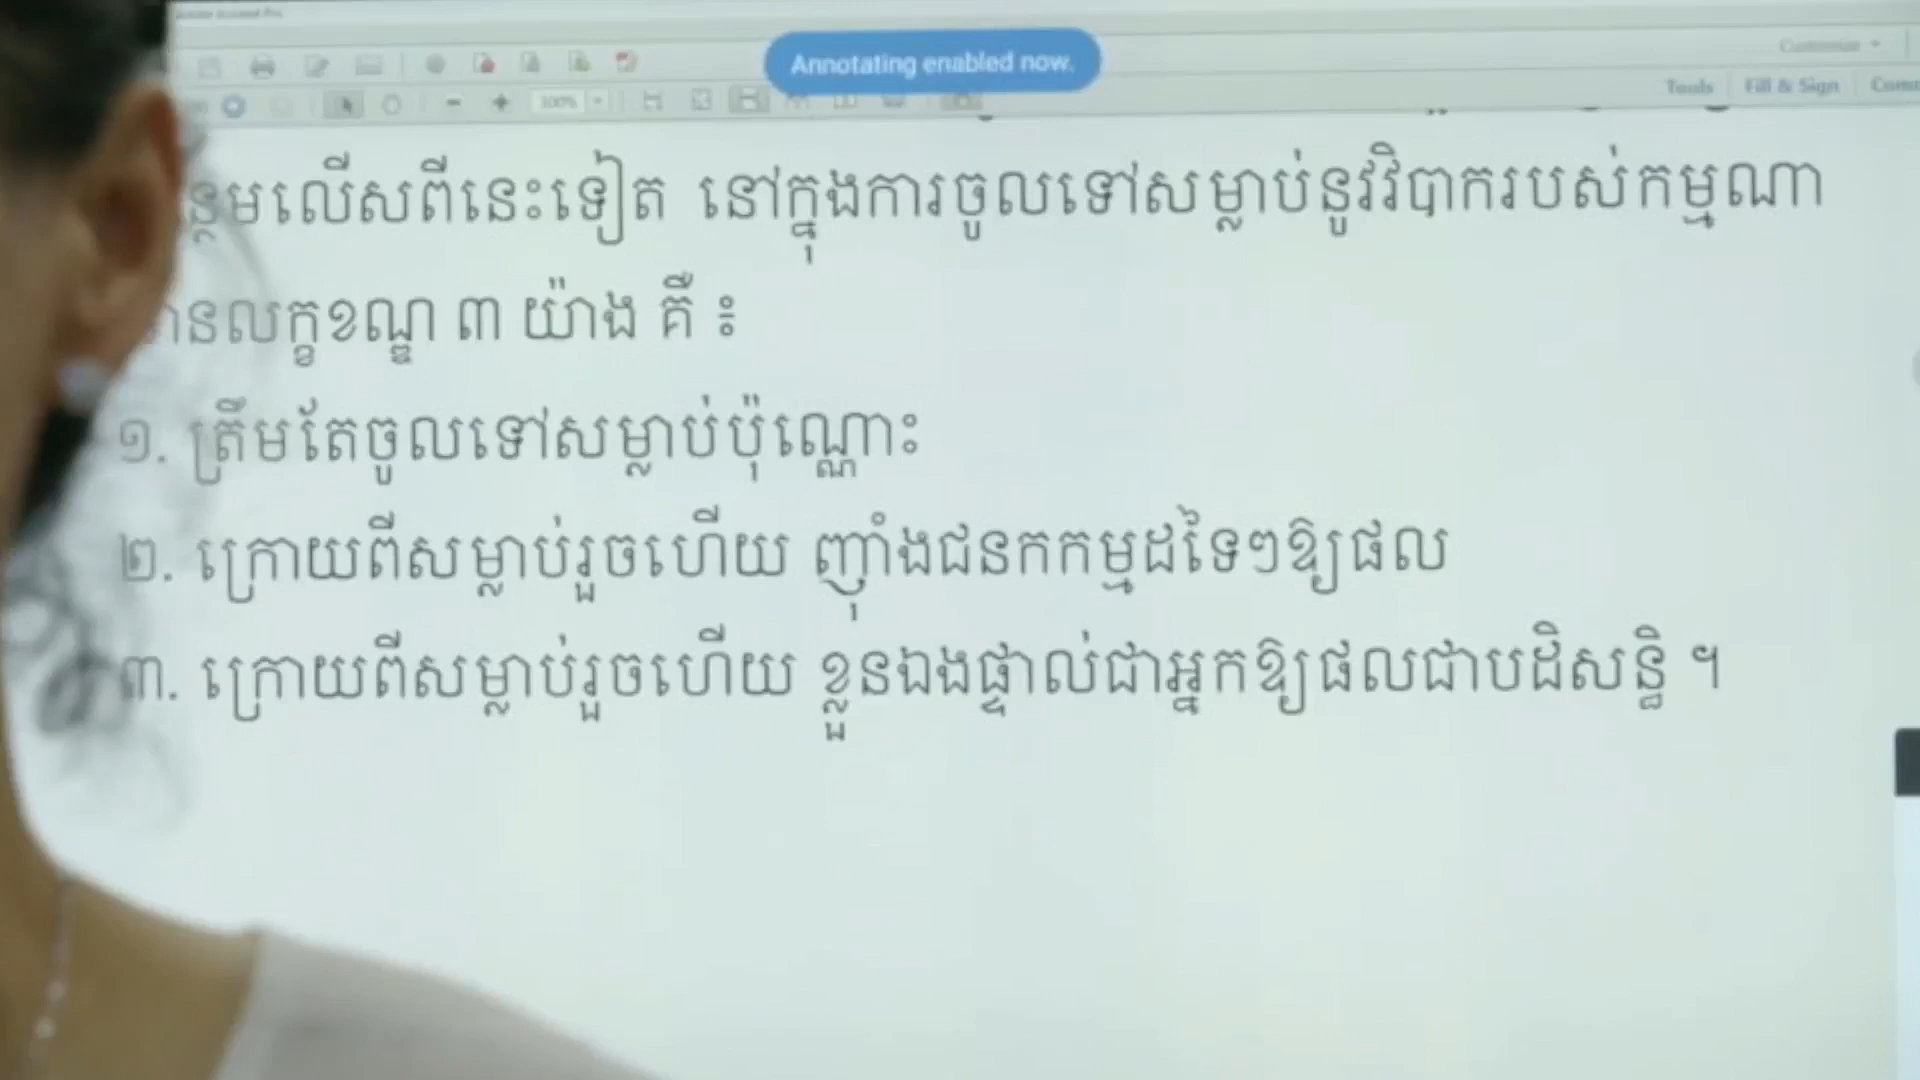 Adobe Acrobat Pro
Annotating enabled now.
Customize
100%
Tools
Fill & Sign
លើសពីនេះទៀត នៅក្នុងការចូលទៅសម្លាប់នូវវិបាករបស់កម្មណា
លក្ខខណ្ឌ ៣ យ៉ាង គឺ ៖
១. ត្រឹមតែចូលទៅសម្លាប់ប៉ុណ្ណោះ
២. ក្រោយពីសម្លាប់រួចហើយ ញ៉ាំងជនកកម្មដទៃៗឱ្យផល
៣. ក្រោយពីសម្លាប់រួចហើយ ខ្លួនឯងផ្ទាល់ជាអ្នកឱ្យផលជាបដិសន្ធិ ។